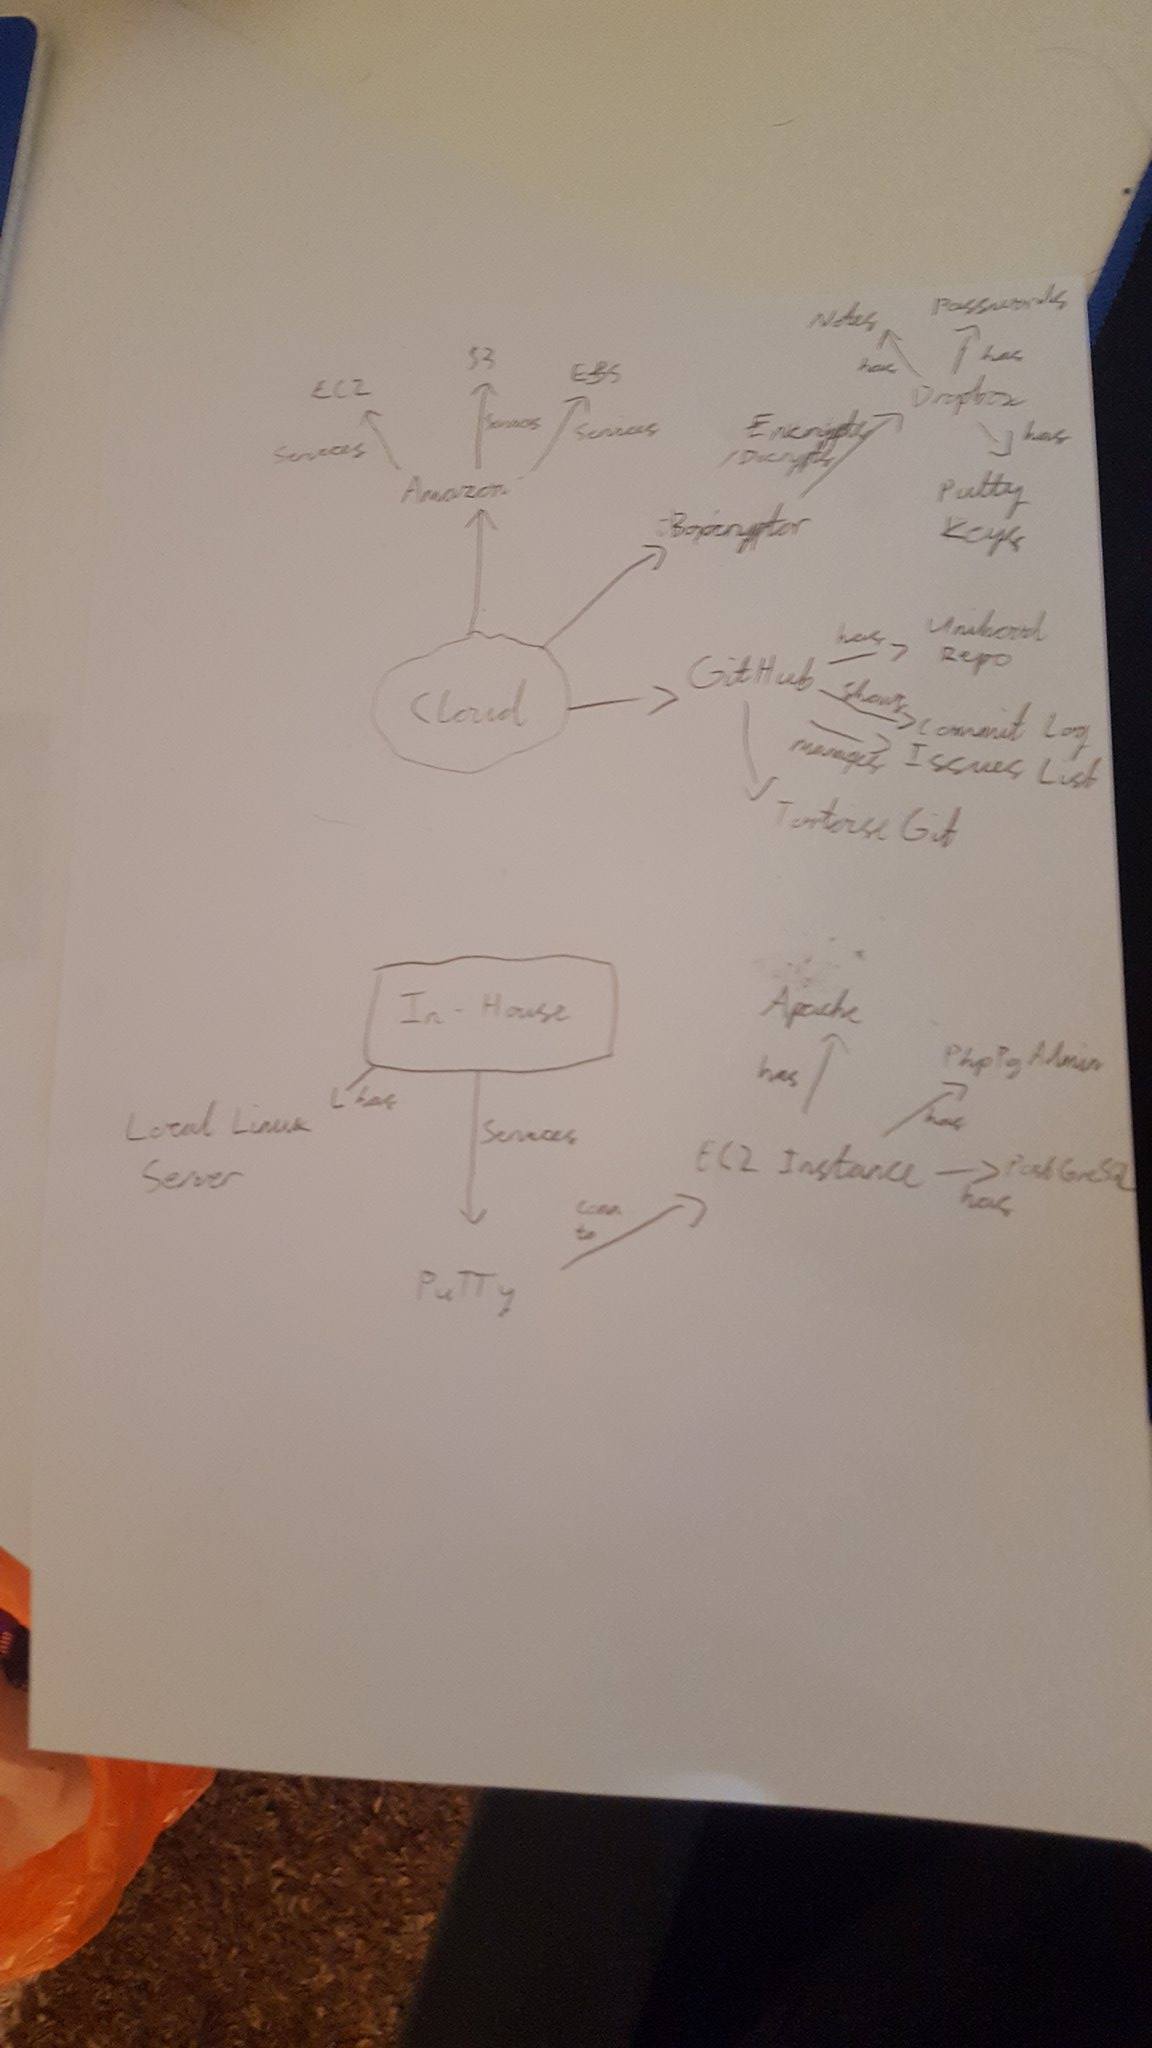 Notes
Passwords
has
has
Dropbox
has
Putty
Keys
S3
EBS
EC2
Services
Services
Services
Amazon
Encrypts
/Decrypts
Boxcryptor
Cloud
GitHub
has
Repo
shows
Commit Log
manages
Issues List
Tortoise Git
In-House
has
Local Linux
Server
Services
PuTTy
conn
to
Apache
has
PhpPgAdmin
has
EC2 Instance
has
PostGreSQL